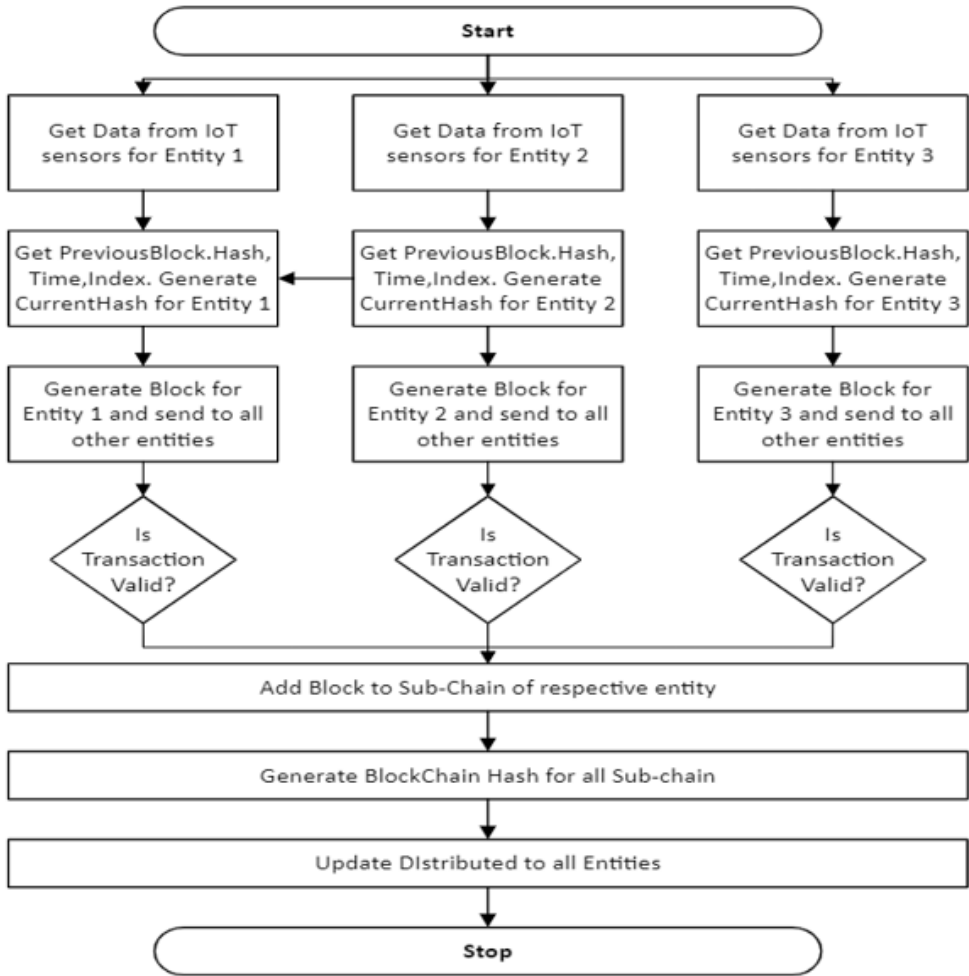 Start
Get Data from IoT
sensors for Entity 1
Get Data from IoT
sensors for Entity 2
Get Data from IoT
sensors for Entity 3
Get PreviousBlock.Hash,
Time,Index. Generate
CurrentHash for Entity 1
Get PreviousBlock.Hash,
Time,Index. Generate
CurrentHash for Entity 2
Get PreviousBlock.Hash,
Time,Index. Generate
CurrentHash for Entity 3
Generate Block for
Entity 1 and send to all
other entities
Generate Block for
Entity 2 and send to all
other entities
Generate Block for
Entity 3 and send to all
other entities
Is
Transaction
Valid?
Is
Transaction
Valid?
Is
Transaction
Valid?
Add Block to Sub-Chain of respective entity
Generate BlockChain Hash for all Sub-chain
Update DIstributed to all Entities
Stop